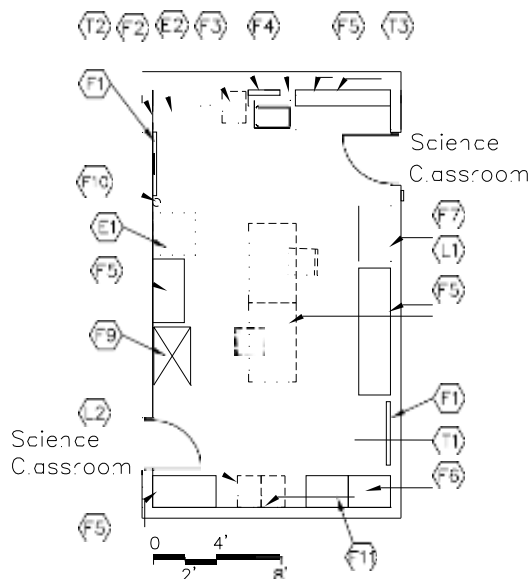 T2 F2 E2 F3 F4 F5 T3
F1
Science
Classroom
F10
F7
E1
L1
F5
F5
F9
F1
L2
T1
Science
Classroom
F6
F5
F11
0 4'
2' 8'